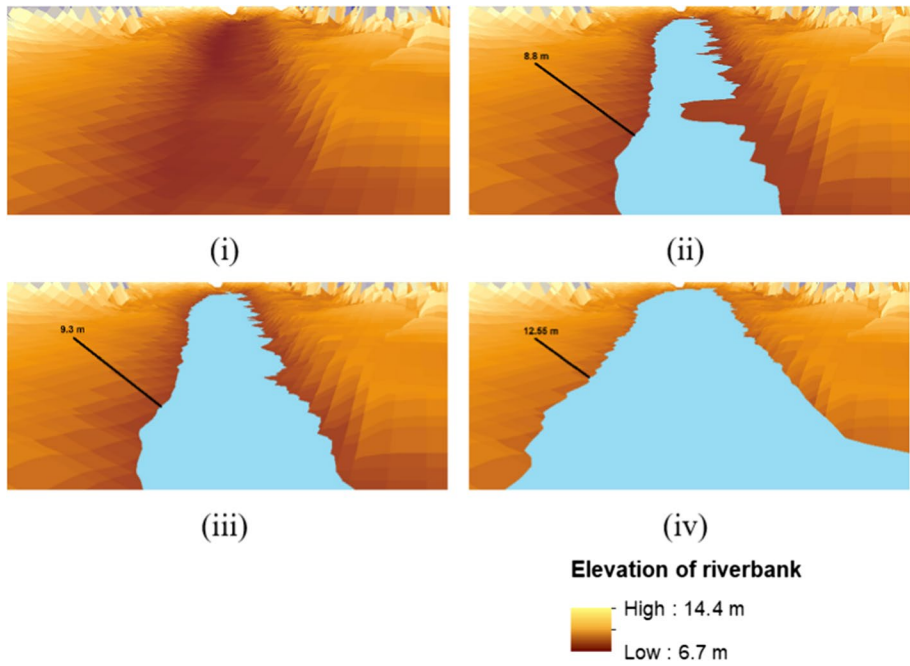 8.8 m
(i)
(ii)
9.3 m
12.55 m
(iii)
(iv)
Elevation of riverbank
High : 14.4 m
Low : 6.7 m